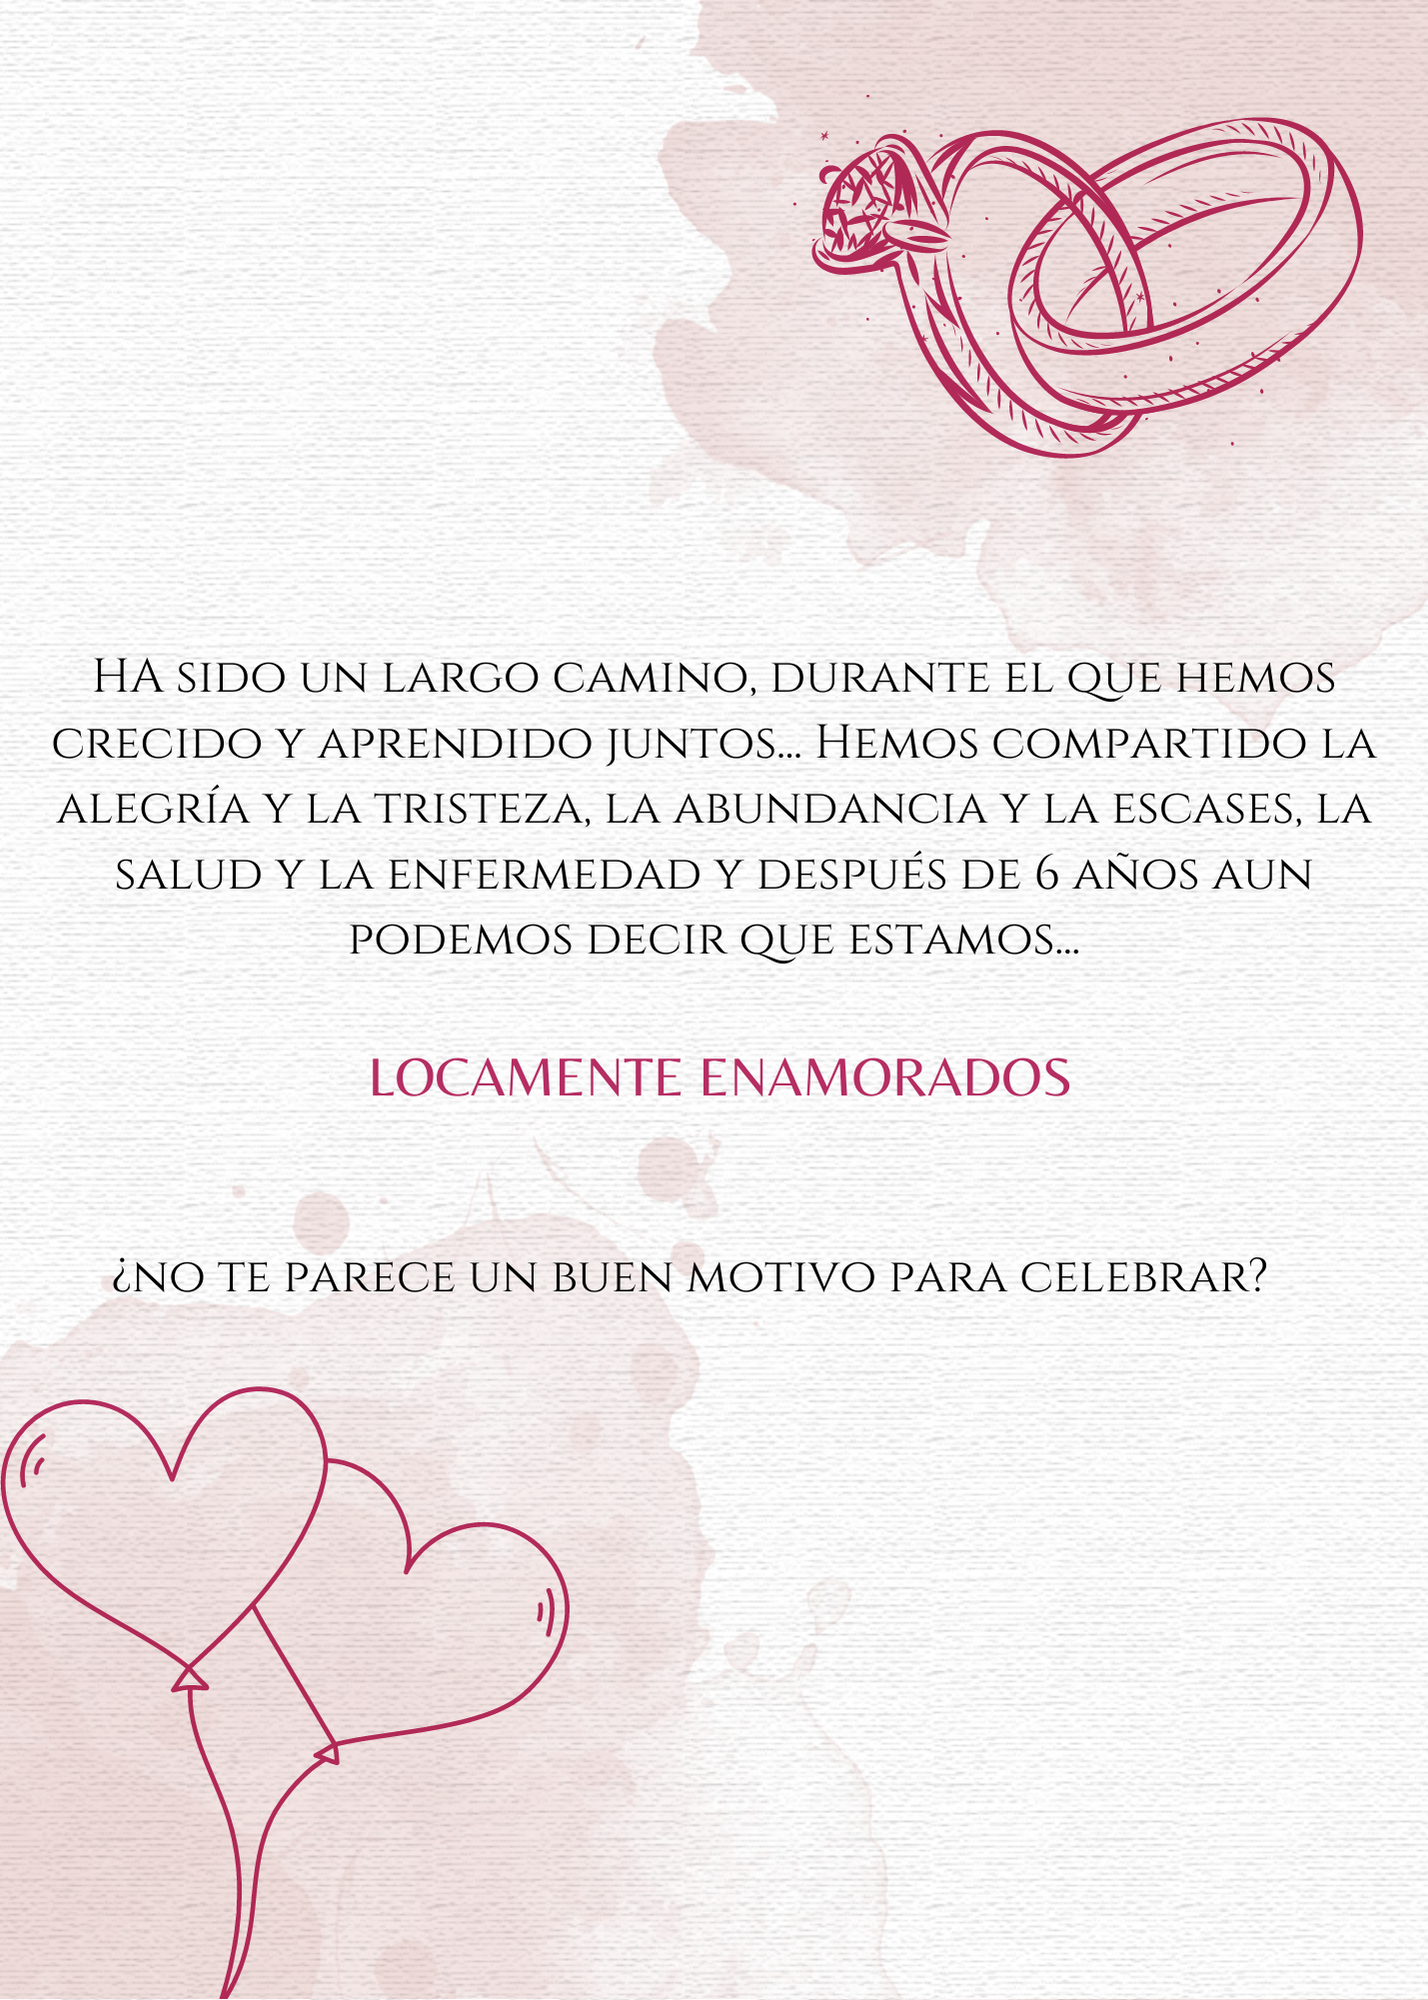 HA SIDO UN LARGO CAMINO, DURANTE EL QUE HEMOS
CRECIDO Y APRENDIDO JUNTOS... HEMOS COMPARTIDO LA
ALEGRÍA Y LA TRISTEZA, LA ABUNDANCIA Y LA ESCASES, LA
SALUD Y LA ENFERMEDAD Y DESPUÉS DE 6 AÑOS AUN
PODEMOS DECIR QUE ESTAMOS...
LOCAMENTE ENAMORADOS
¿NO TE PARECE UN BUEN MOTIVO PARA CELEBRAR?